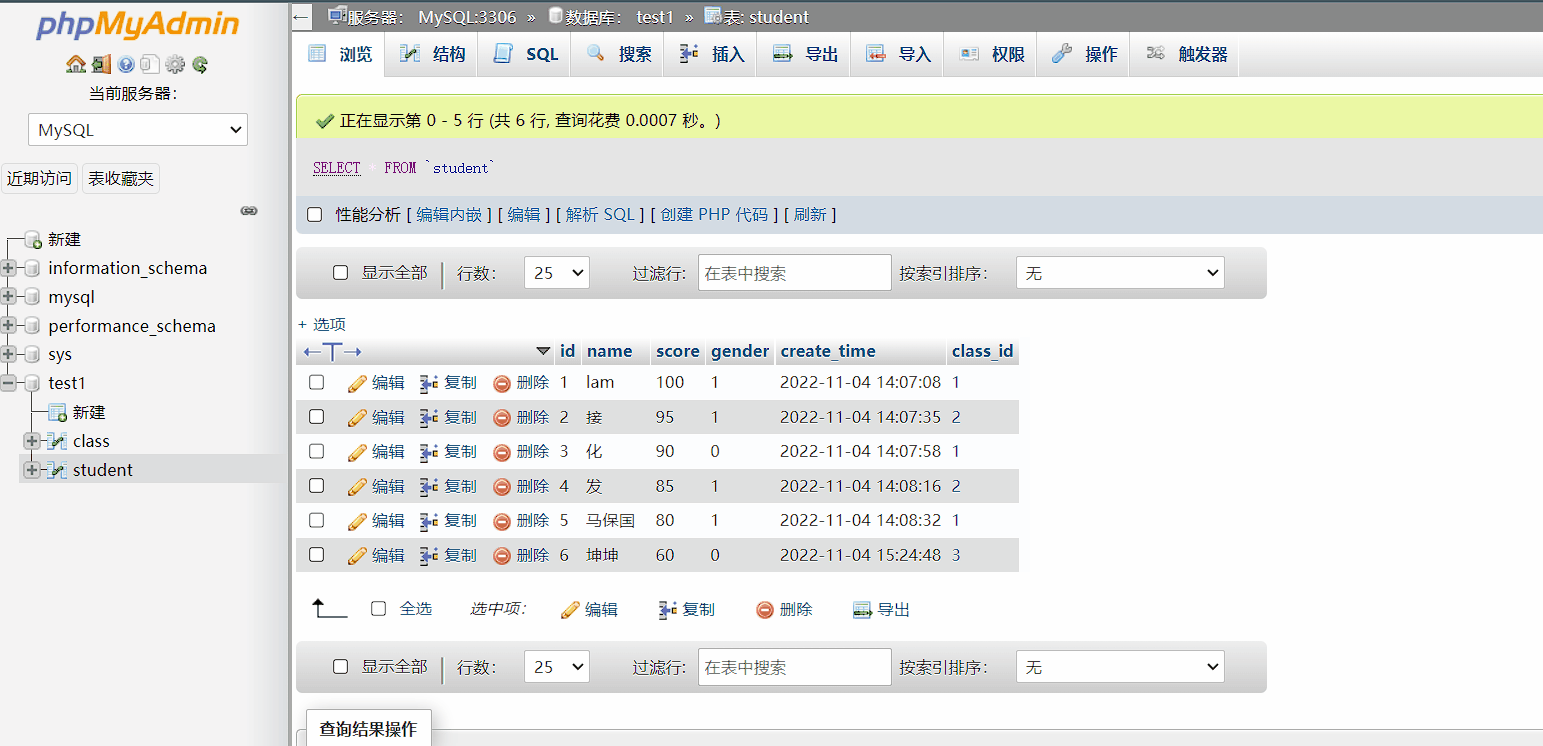 phpMyAdmin
当前服务器：
MySQL
近期访问 表收藏夹
新建
information_schema
mysql
performance_schema
sys
test1
新建
class
student
← 服务器： MySQL:3306 » 数据库： test1 » 表: student
浏览 结构 SQL 搜索 插入 导出 导入 权限 操作 触发器
正在显示第 0 - 5 行 (共 6 行, 查询花费 0.0007 秒。)
SELECT * FROM `student`
性能分析 [ 编辑内嵌 ] [ 编辑 ] [ 解析 SQL ] [ 创建 PHP 代码 ] [ 刷新 ]
显示全部 行数： 25 过滤行： 在表中搜索 按索引排序： 无
+ 选项
←T→ id name score gender create_time class_id
编辑 复制 删除 1 lam 100 1 2022-11-04 14:07:08 1
编辑 复制 删除 2 接 95 1 2022-11-04 14:07:35 2
编辑 复制 删除 3 化 90 0 2022-11-04 14:07:58 1
编辑 复制 删除 4 发 85 1 2022-11-04 14:08:16 2
编辑 复制 删除 5 马保国 80 1 2022-11-04 14:08:32 1
编辑 复制 删除 6 坤坤 60 0 2022-11-04 15:24:48 3
全选 选中项： 编辑 复制 删除 导出
显示全部 行数： 25 过滤行： 在表中搜索 按索引排序： 无
查询结果操作